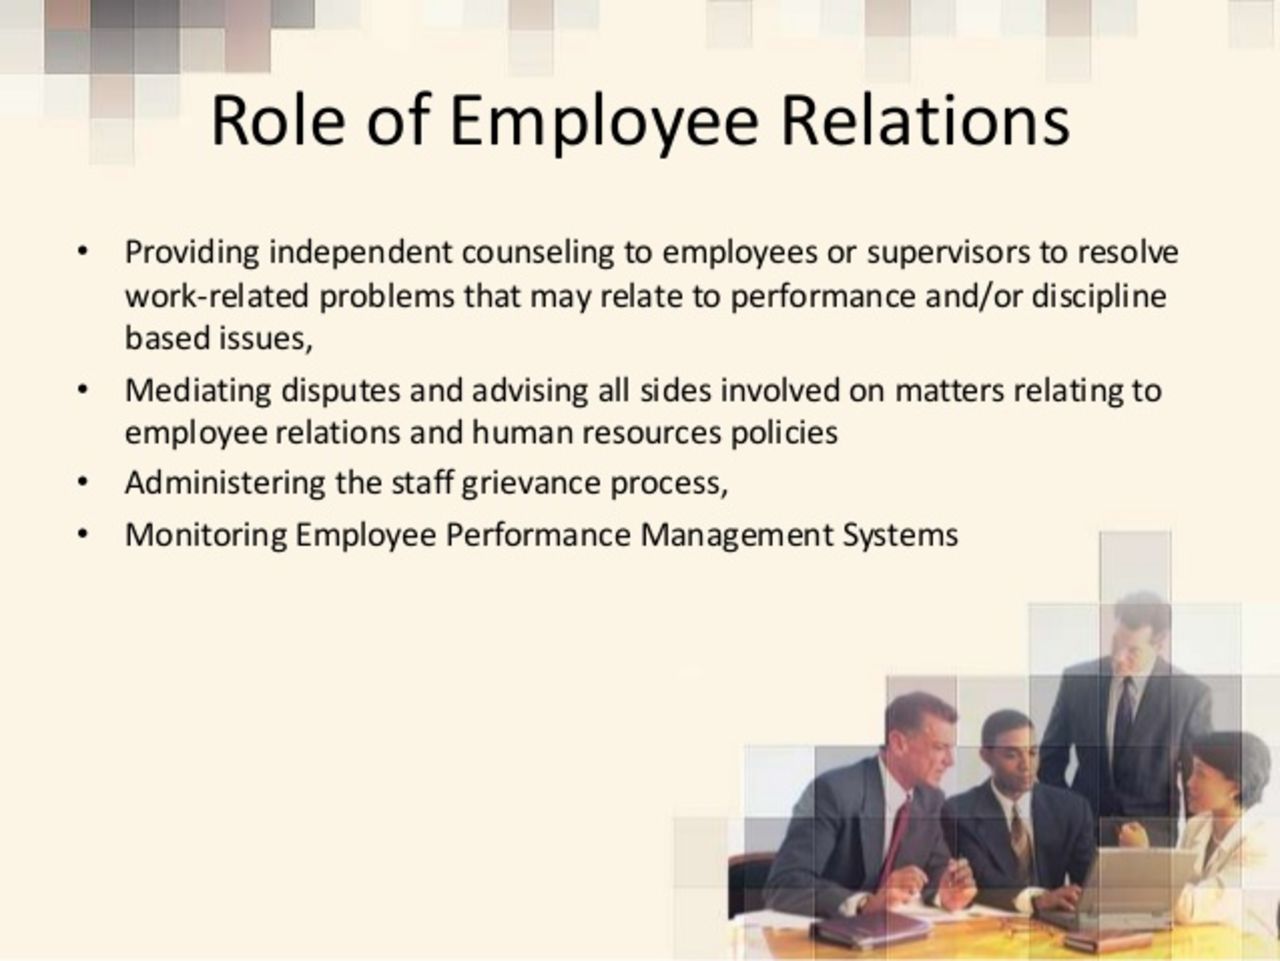 Role of Employee Relations
• Providing independent counseling to employees or supervisors to resolve
work-related problems that may relate to performance and/or discipline
based issues,
• Mediating disputes and advising all sides involved on matters relating to
employee relations and human resources policies
• Administering the staff grievance process,
• Monitoring Employee Performance Management Systems